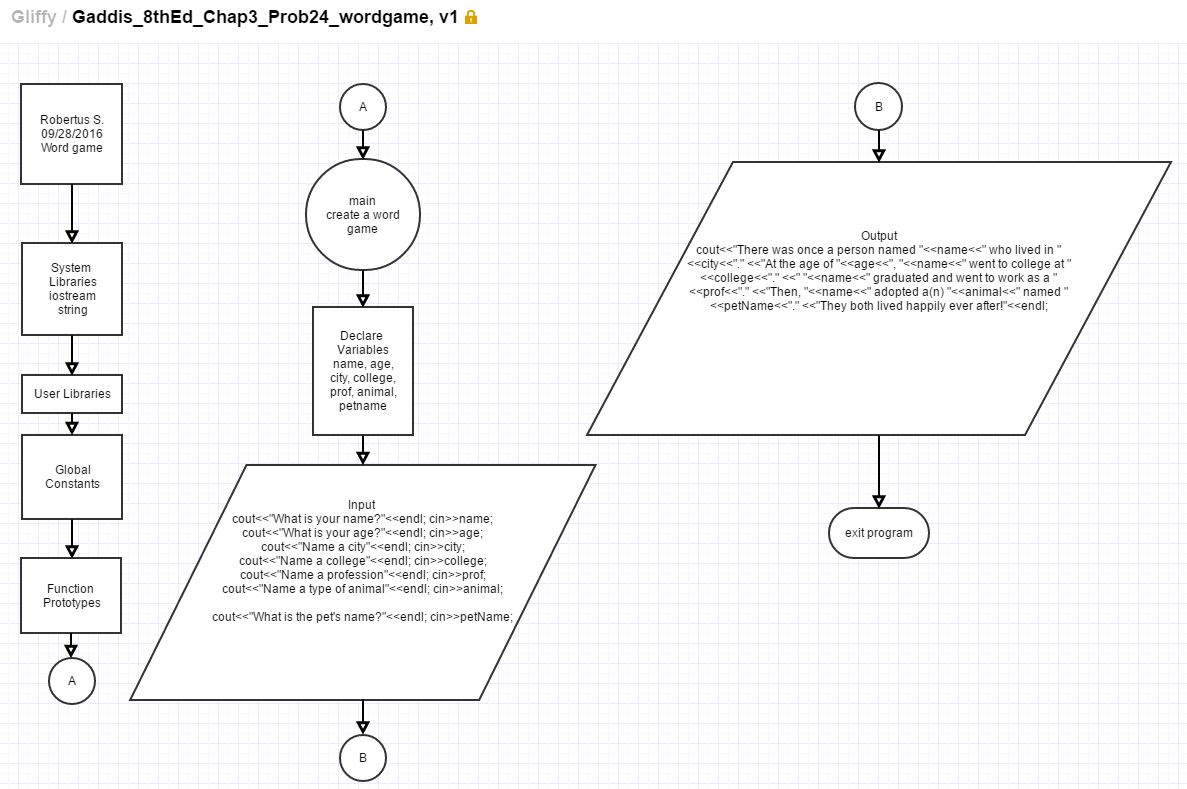 Gliffy / Gaddis_8thEd_Chap3_Prob24_wordgame, v1
Robertus S.
09/28/2016
Word game
System
Libraries
iostream
string
User Libraries
Global
Constants
Function
Prototypes
A
A
main
create a word
game
Declare
Variables
name, age,
city, college,
prof, animal,
petname
Input
cout<<"What is your name?"<<endl; cin>>name;
cout<<"What is your age?"<<endl; cin>>age;
cout<<"Name a city"<<endl; cin>>city;
cout<<"Name a college"<<endl; cin>>college;
cout<<"Name a profession"<<endl; cin>>prof;
cout<<"Name a type of animal"<<endl; cin>>animal;
cout<<"What is the pet's name?"<<endl; cin>>petName;
B
B
Output
cout<<"There was once a person named "<<name<<" who lived in "
<<city<<"." <<"At the age of "<<age<<", "<<name<<" went to college at "
<<college<<"." <<" "<<name<<" graduated and went to work as a "
<<prof<<"." <<"Then, "<<name<<" adopted a(n) "<<animal<<" named "
<<petName<<"." <<"They both lived happily ever after!"<<endl;
exit program